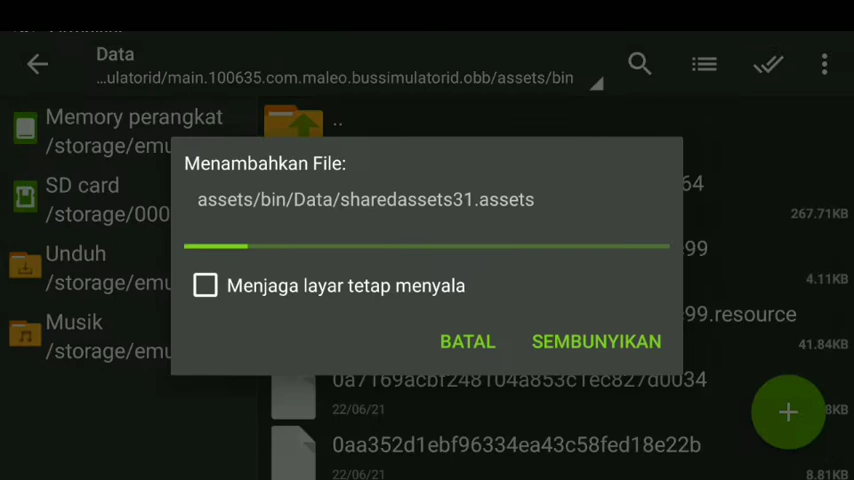 Data
...ulatorid/main.100635.com.maleo.bussimulatorid.obb/assets/bin
Memory perangkat
/storage/emu
SD card
/storage/000
Unduh
/storage/emu
Musik
/storage/emu
..
Menambahkan File:
assets/bin/Data/sharedassets31.assets
Menjaga layar tetap menyala
BATAL
SEMBUNYIKAN
64
267.71KB
99
4.11KB
99.resource
41.84KB
0a7169acbf248104a853c1ec827d0034
22/06/21
8KB
0aa352d1ebf96334ea43c58fed18e22b
22/06/21
8.81KB